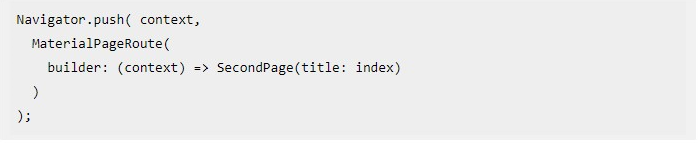 Navigator.push( context,
MaterialPageRoute(
builder: (context) => SecondPage(title: index)
)
);